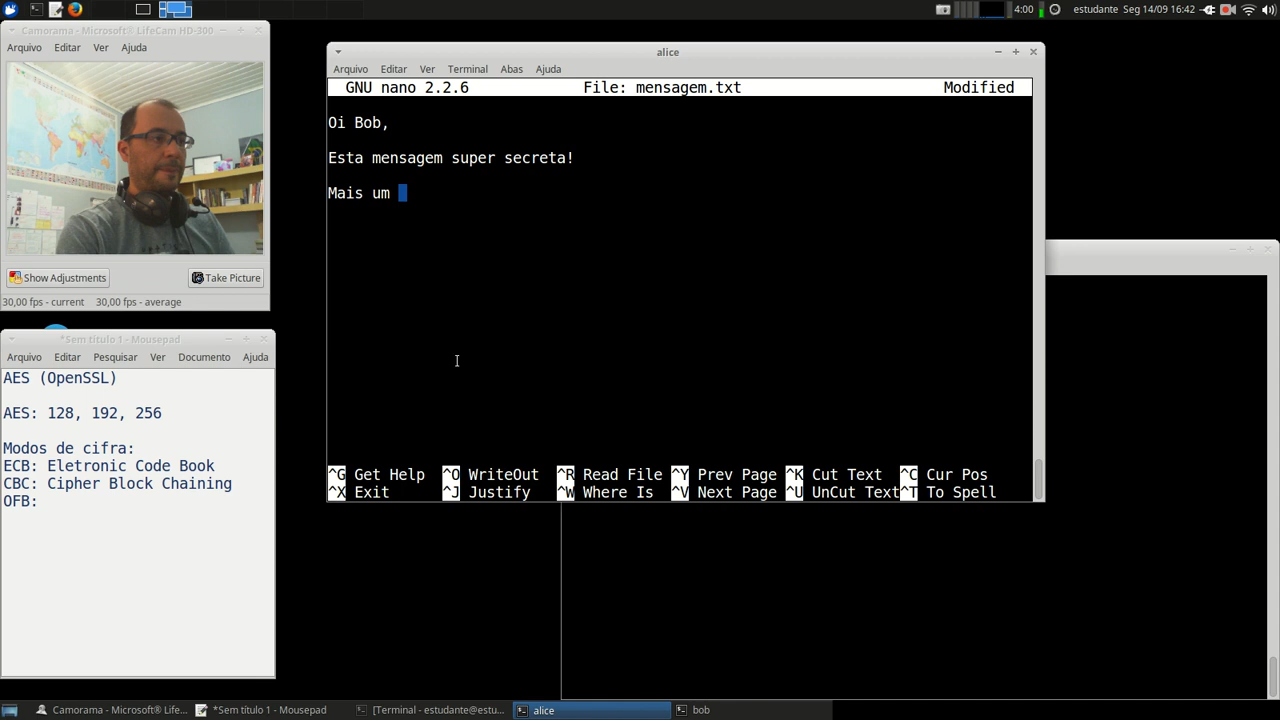 4:00 estudante Seg 14/09 16:42
Camorama - Microsoft® LifeCam HD-300
Arquivo Editar Ver Ajuda
Show Adjustments Take Picture
30,00 fps - current 30,00 fps - average
*Sem título 1 - Mousepad
Arquivo Editar Pesquisar Ver Documento Ajuda
AES (OpenSSL)
AES: 128, 192, 256
Modos de cifra:
ECB: Eletronic Code Book
CBC: Cipher Block Chaining
OFB:
alice
Arquivo Editar Ver Terminal Abas Ajuda
GNU nano 2.2.6 File: mensagem.txt Modified
Oi Bob,
Esta mensagem super secreta!
Mais um
^G Get Help ^O WriteOut ^R Read File ^Y Prev Page ^K Cut Text ^C Cur Pos
^X Exit ^J Justify ^W Where Is ^V Next Page ^U UnCut Text ^T To Spell
Camorama - Microsoft® Life... *Sem título 1 - Mousepad [Terminal - estudante@estu... alice bob